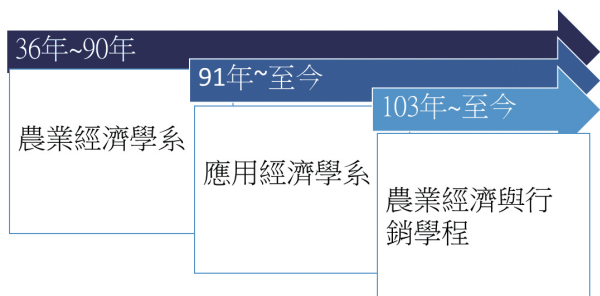 36年~90年
農業經濟學系
91年~至今
應用經濟學系
103年~至今
農業經濟與行
銷學程